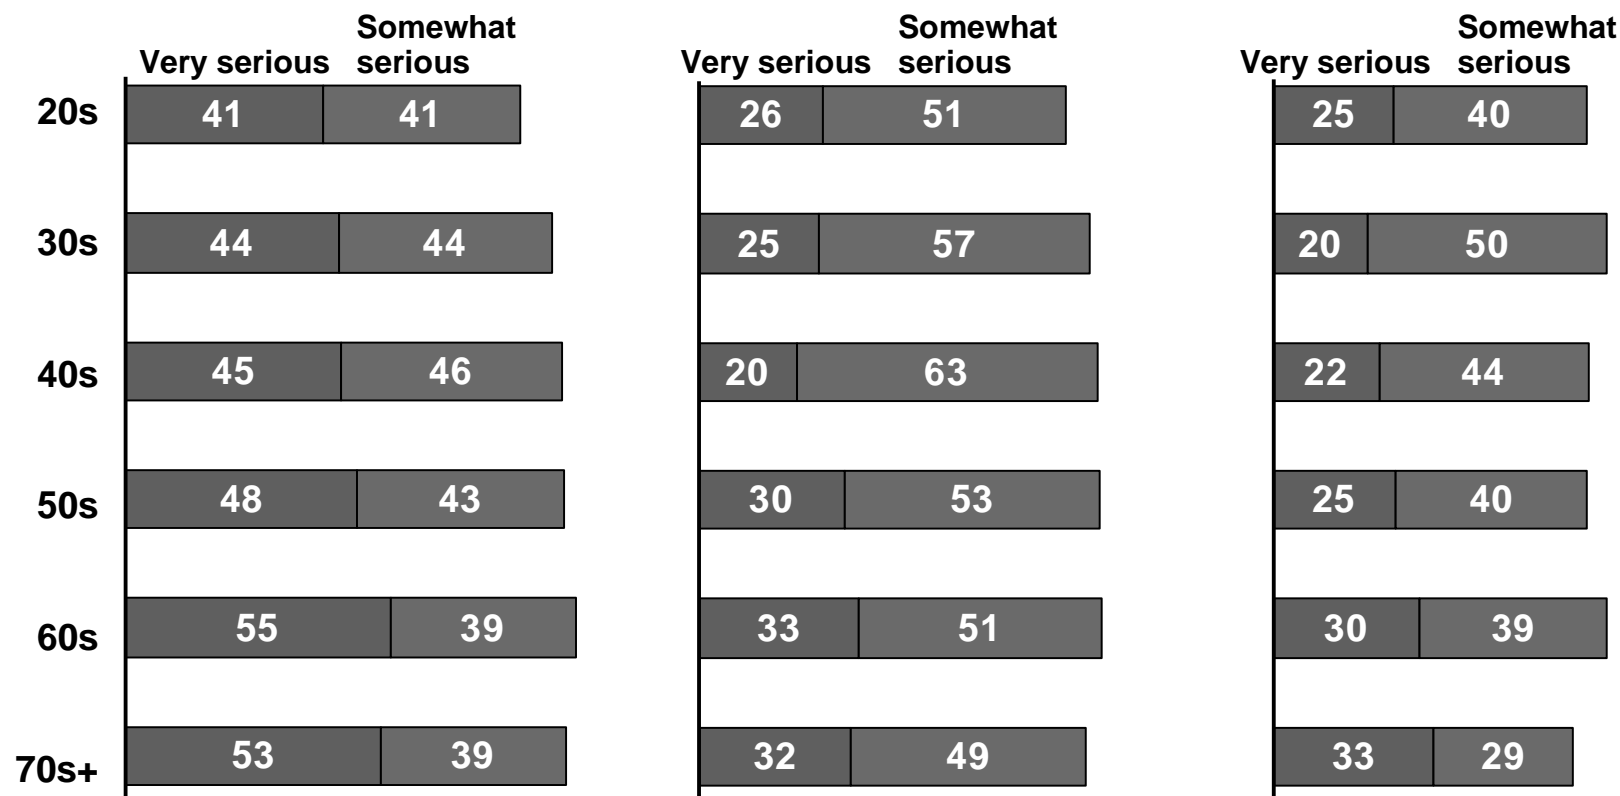 Somewhat Somewhat Somewhat
Very serious serious Very serious serious Very serious serious
20s 41 41 26 51 25 40
30s 44 44 25 57 20 50
40s 45 46 20 63 22 44
50s 48 43 30 53 25 40
60s 55 39 33 51 30 39
70s+ 53 39 32 49 33 29